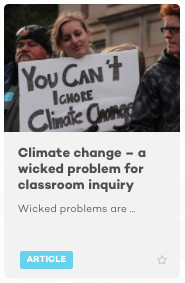 YOU CAN'T
IGNORE
CLIMATE CHANGE
Climate change – a
wicked problem for
classroom inquiry
Wicked problems are ...
ARTICLE